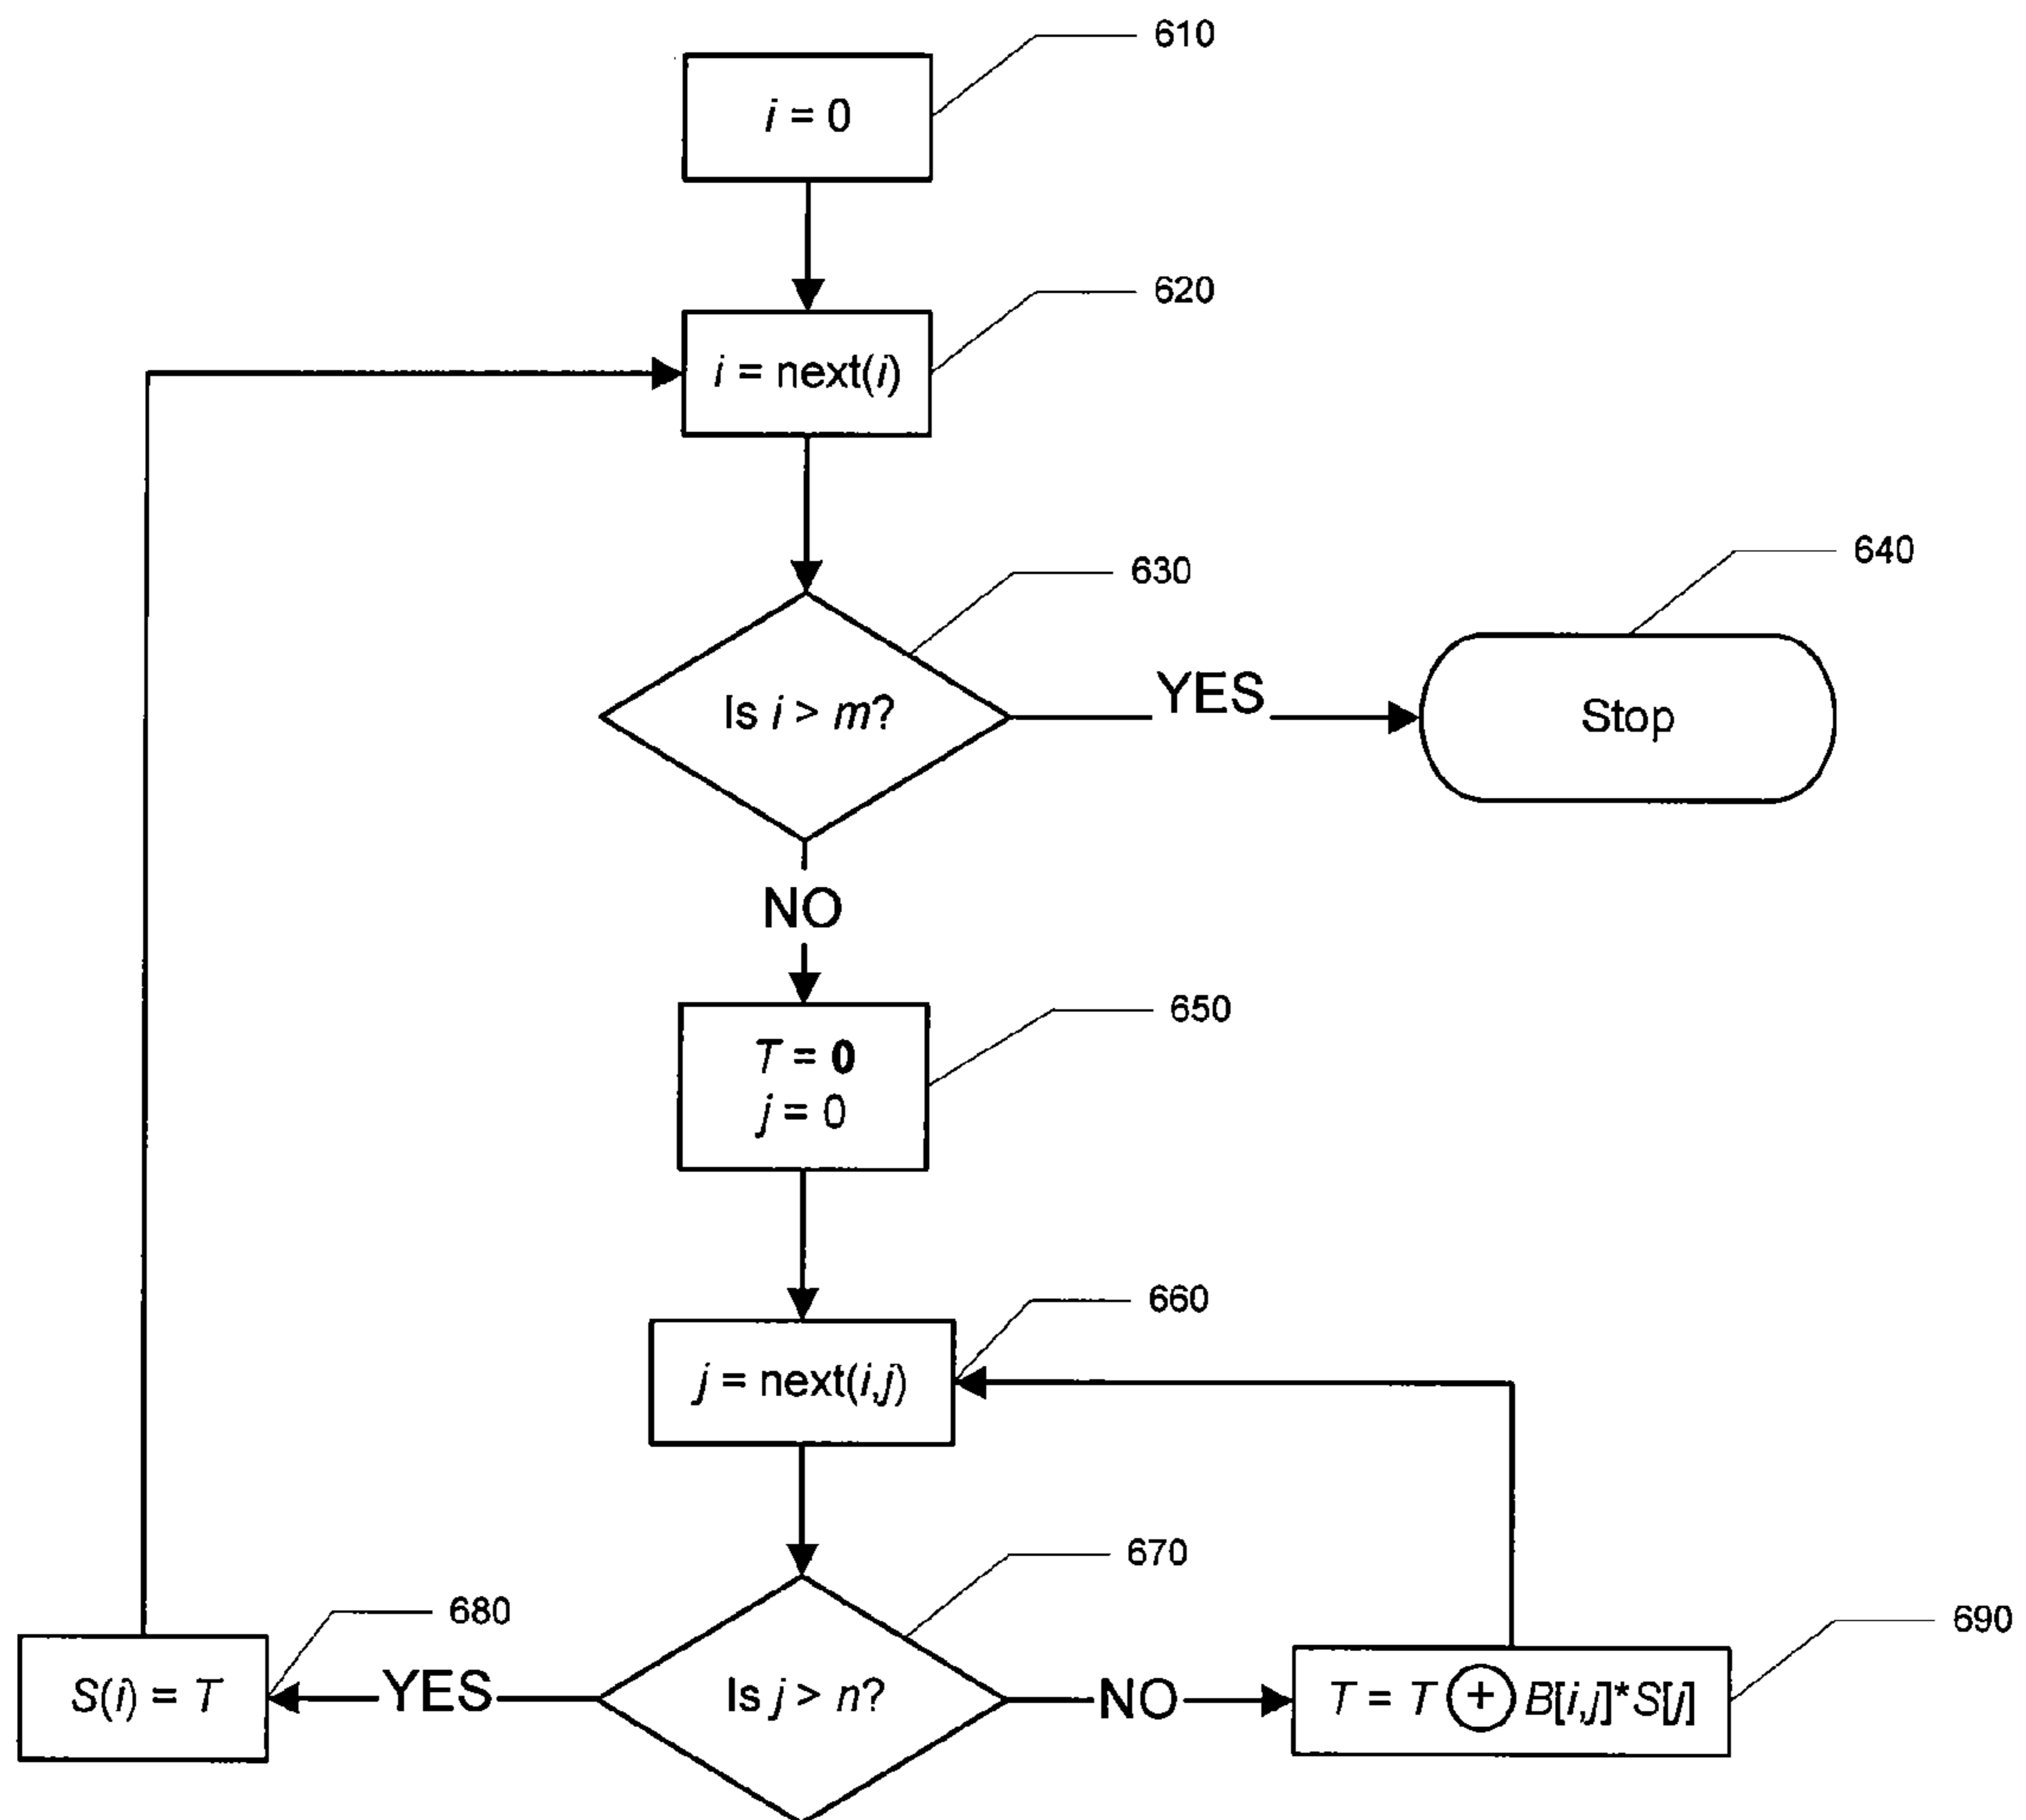 610
i = 0
620
i = next(i)
630
640
Is i > m?
YES
Stop
NO
650
T = 0
j = 0
660
j = next(i,j)
670
680
690
S(i) = T
YES
Is j > n?
NO
T = T ⊕ B[i,j]*S[j]